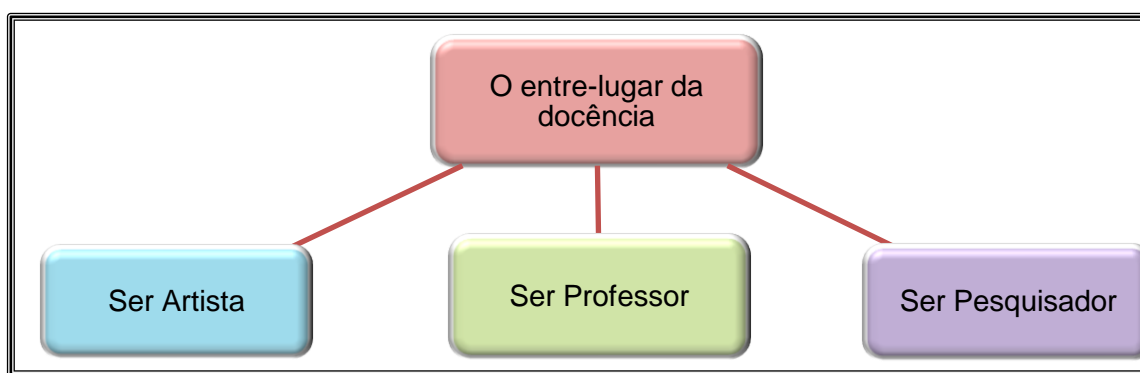 O entre-lugar da
docência
Ser Artista
Ser Professor
Ser Pesquisador